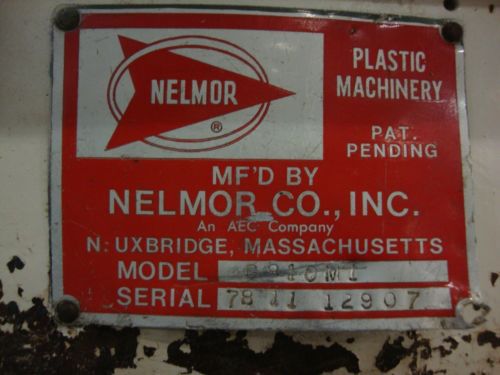 NELMOR
®
PLASTIC
MACHINERY
PAT.
PENDING
MF'D BY
NELMOR CO., INC.
An AEC Company
N. UXBRIDGE, MASSACHUSETTS
MODEL
SERIAL 78 11 12907